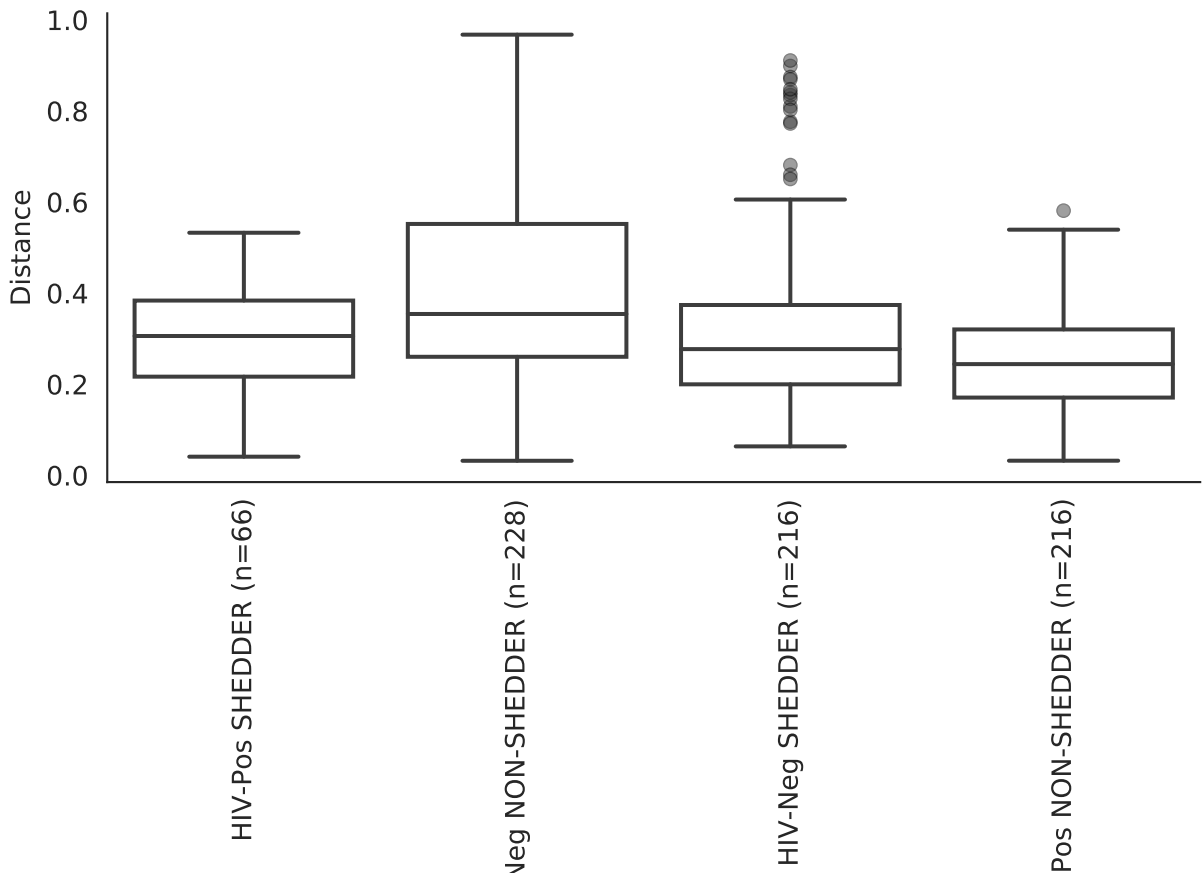 1.0
0.8
0.6
0.4
0.2
0.0
Distance
HIV-Pos SHEDDER (n=66)
Neg NON-SHEDDER (n=228)
HIV-Neg SHEDDER (n=216)
Pos NON-SHEDDER (n=216)